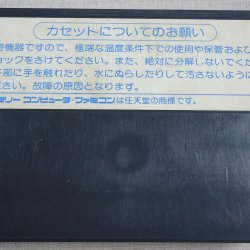 カセットについてのお願い
密機器ですので、極端な温度条件下での使用や保管および
ョックをさけてください。また、絶対に分解しないでくだ
子部に手を触れたり、水にぬらしたりして汚さないように
さい。故障の原因となります。
ミリー コンピュータ・ファミコンは任天堂の商標です。